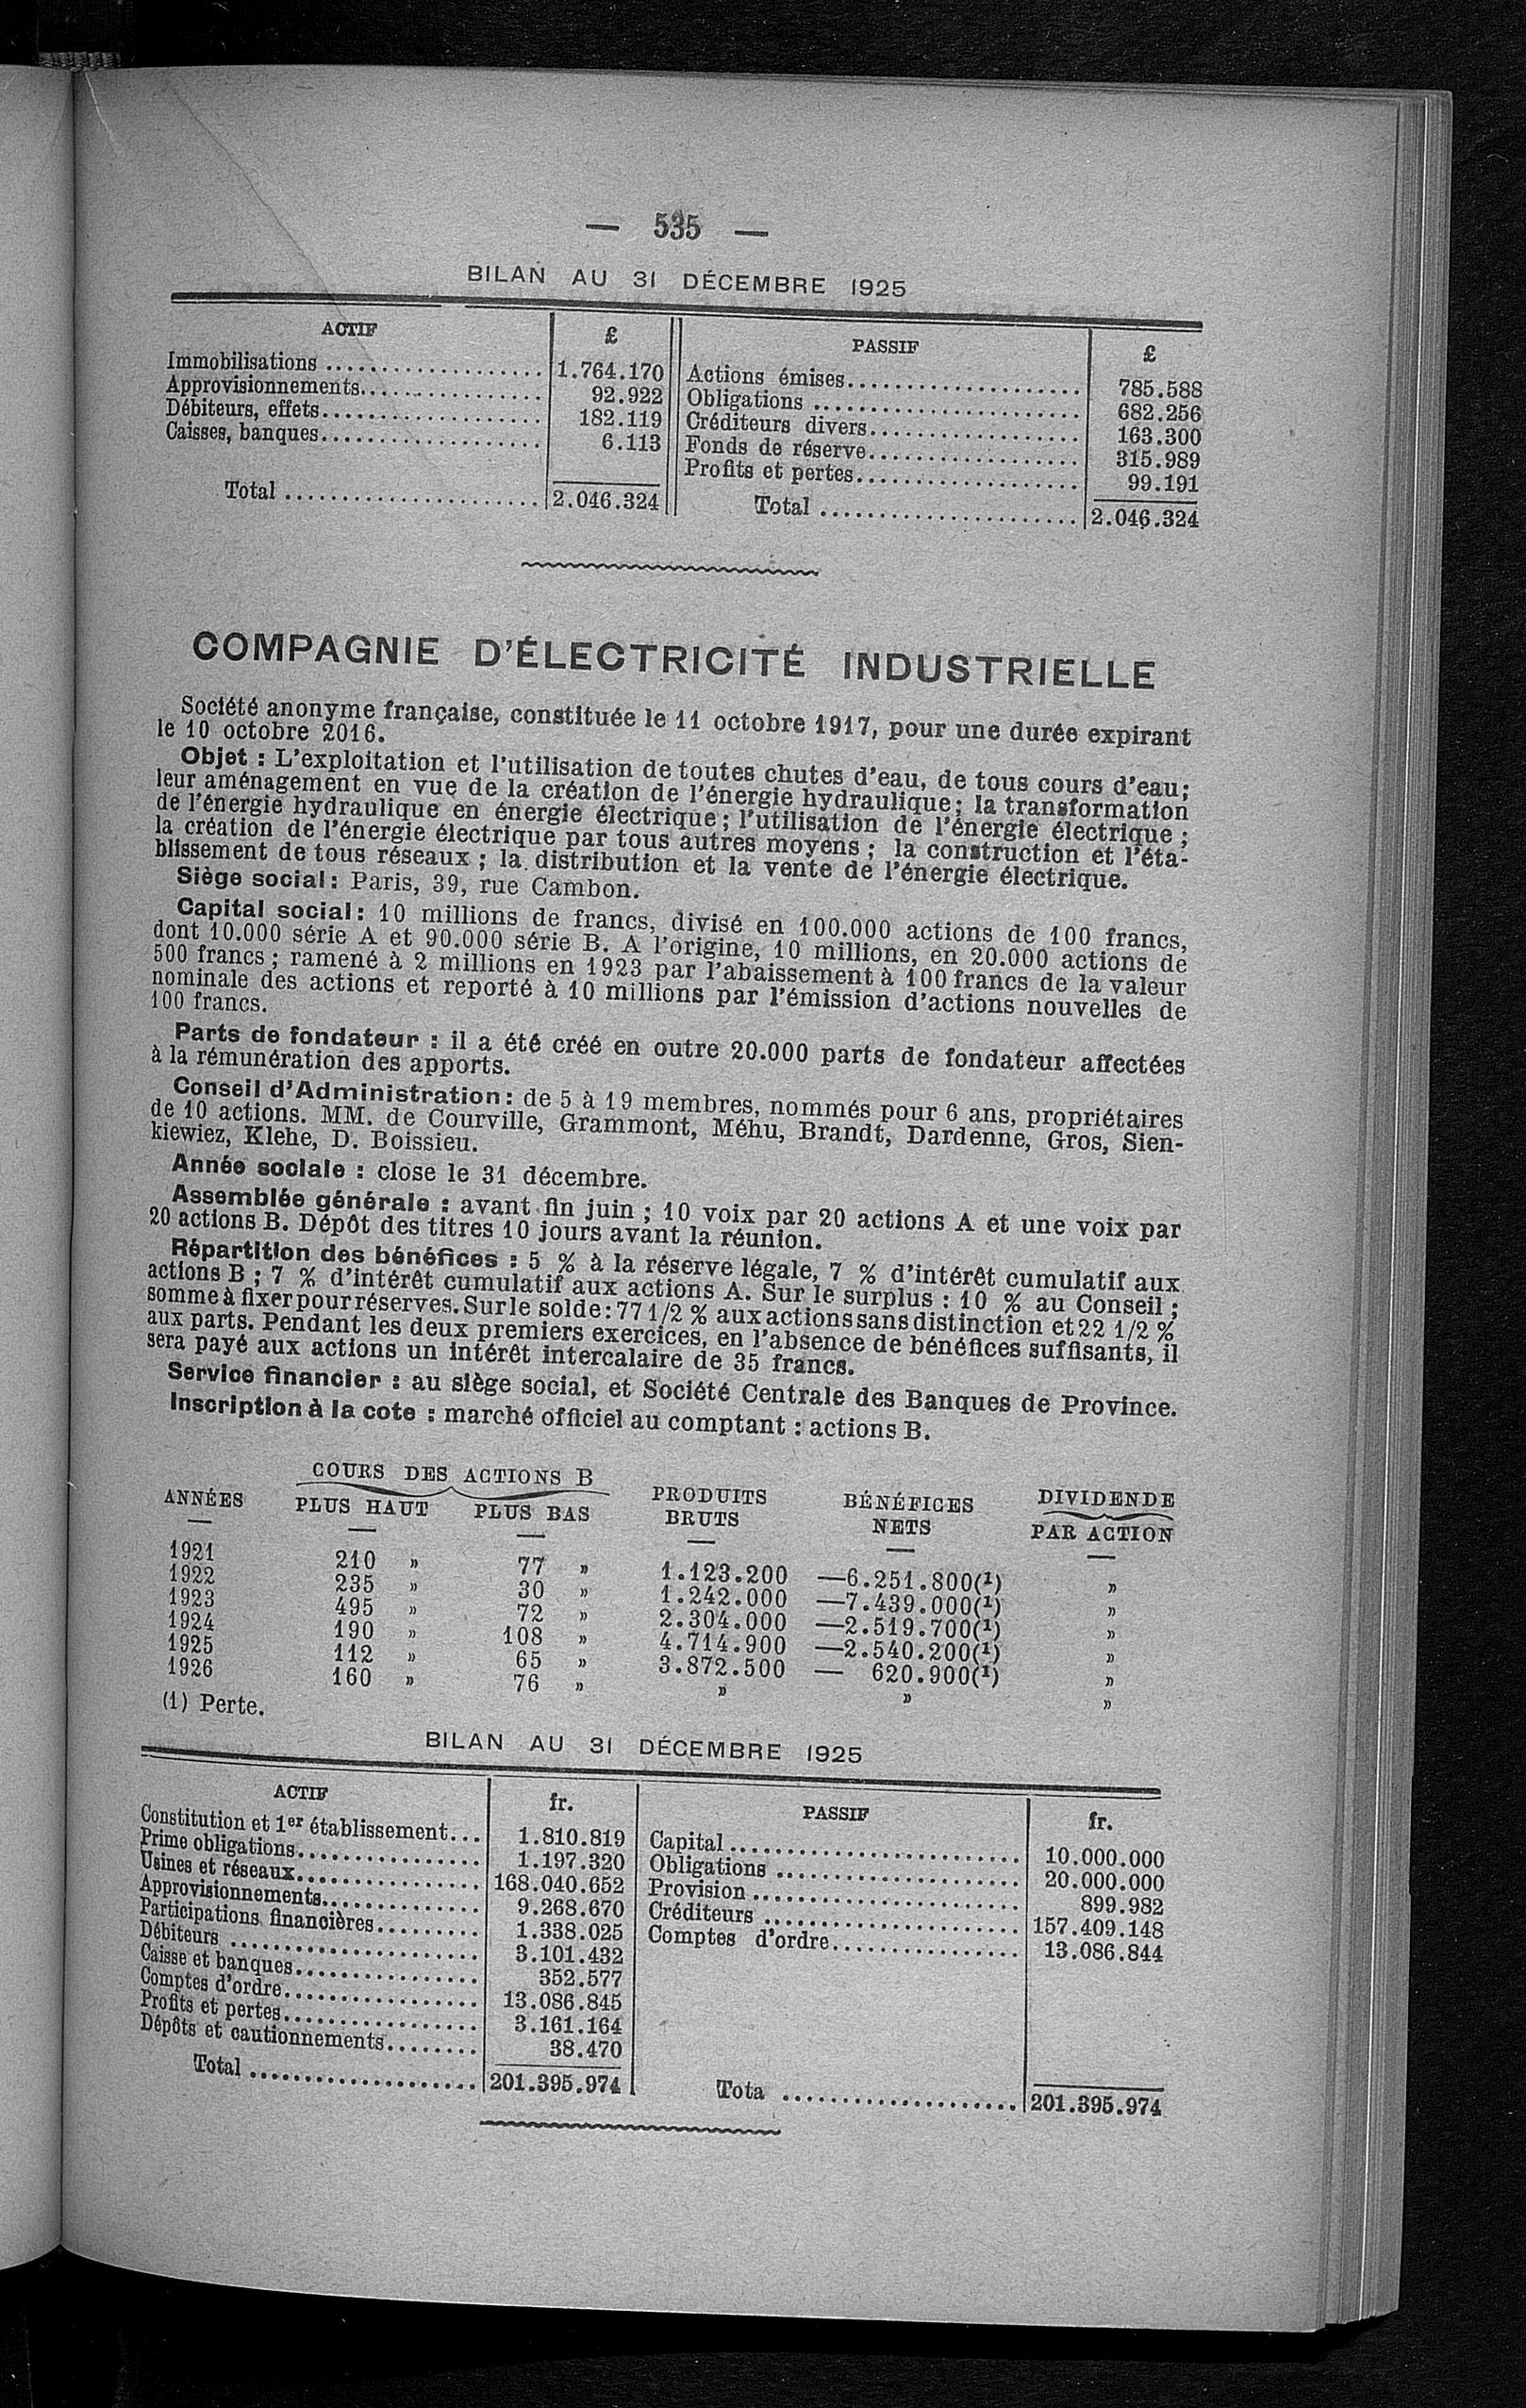 — 535 —
BILAN AU 31 DÉCEMBRE 1925
ACTIF £ PASSIF £
Immobilisations .................... 1.764.170 Actions émises.................... 785.588
Approvisionnements................ 92.922 Obligations ........................ 682.256
Débiteurs, effets.................... 182.119 Créditeurs divers................... 163.300
Caisses, banques.................... 6.113 Fonds de réserve................... 315.989
Profits et pertes.................... 99.191
Total ....................... 2.046.324 Total ....................... 2.046.324
COMPAGNIE D'ÉLECTRICITÉ INDUSTRIELLE
Société anonyme française, constituée le 11 octobre 1917, pour une durée expirant
le 10 octobre 2016.
Objet : L'exploitation et l'utilisation de toutes chutes d'eau, de tous cours d'eau;
leur aménagement en vue de la création de l'énergie hydraulique; la transformation
de l'énergie hydraulique en énergie électrique; l'utilisation de l'énergie électrique;
la création de l'énergie électrique par tous autres moyens; la construction et l'éta-
blissement de tous réseaux; la distribution et la vente de l'énergie électrique.
Siège social: Paris, 39, rue Cambon.
Capital social: 10 millions de francs, divisé en 100.000 actions de 100 francs,
dont 10.000 série A et 90.000 série B. A l'origine, 10 millions, en 20.000 actions de
500 francs; ramené à 2 millions en 1923 par l'abaissement à 100 francs de la valeur
nominale des actions et reporté à 10 millions par l'émission d'actions nouvelles de
100 francs.
Parts de fondateur : il a été créé en outre 20.000 parts de fondateur affectées
à la rémunération des apports.
Conseil d'Administration: de 5 à 19 membres, nommés pour 6 ans, propriétaires
de 10 actions. MM. de Courville, Grammont, Méhu, Brandt, Dardenne, Gros, Sien-
kiewiez, Klehe, D. Boissieu.
Année sociale : close le 31 décembre.
Assemblée générale : avant fin juin ; 10 voix par 20 actions A et une voix par
20 actions B. Dépôt des titres 10 jours avant la réunion.
Répartition des bénéfices : 5 % à la réserve légale, 7 % d'intérêt cumulatif aux
actions B ; 7 % d'intérêt cumulatif aux actions A. Sur le surplus : 10 % au Conseil ;
somme à fixer pour réserves. Sur le solde: 77 1/2 % aux actions sans distinction et 22 1/2 %
aux parts. Pendant les deux premiers exercices, en l'absence de bénéfices suffisants, il
sera payé aux actions un intérêt intercalaire de 35 francs.
Service financier : au siège social, et Société Centrale des Banques de Province.
Inscription à la cote : marché officiel au comptant : actions B.
COURS DES ACTIONS B
ANNÉES PLUS HAUT PLUS BAS PRODUITS BRUTS BÉNÉFICES NETS DIVIDENDE PAR ACTION
1921 210 » 77 » 1.123.200 —6.251.800(1) »
1922 235 » 30 » 1.242.000 —7.439.000(1) »
1923 495 » 72 » 2.304.000 —2.519.700(1) »
1924 190 » 108 » 4.714.900 —2.540.200(1) »
1925 112 » 65 » 3.872.500 — 620.900(1) »
1926 160 » 76 » » » »
(1) Perte.
BILAN AU 31 DÉCEMBRE 1925
ACTIF fr. PASSIF fr.
Constitution et 1er établissement... 1.810.819 Capital .......................... 10.000.000
Prime obligations................ 1.197.320 Obligations ...................... 20.000.000
Usines et réseaux................ 168.040.652 Provision ........................ 899.982
Approvisionnements.............. 9.268.670 Créditeurs ....................... 157.409.148
Participations financières.......... 1.338.025 Comptes d'ordre................. 13.086.844
Débiteurs ...................... 3.101.432
Caisse et banques................ 352.577
Comptes d'ordre................. 13.086.845
Profits et pertes................. 3.161.164
Dépôts et cautionnements........ 38.470
Total .................... 201.395.974 Tota ..................... 201.395.974